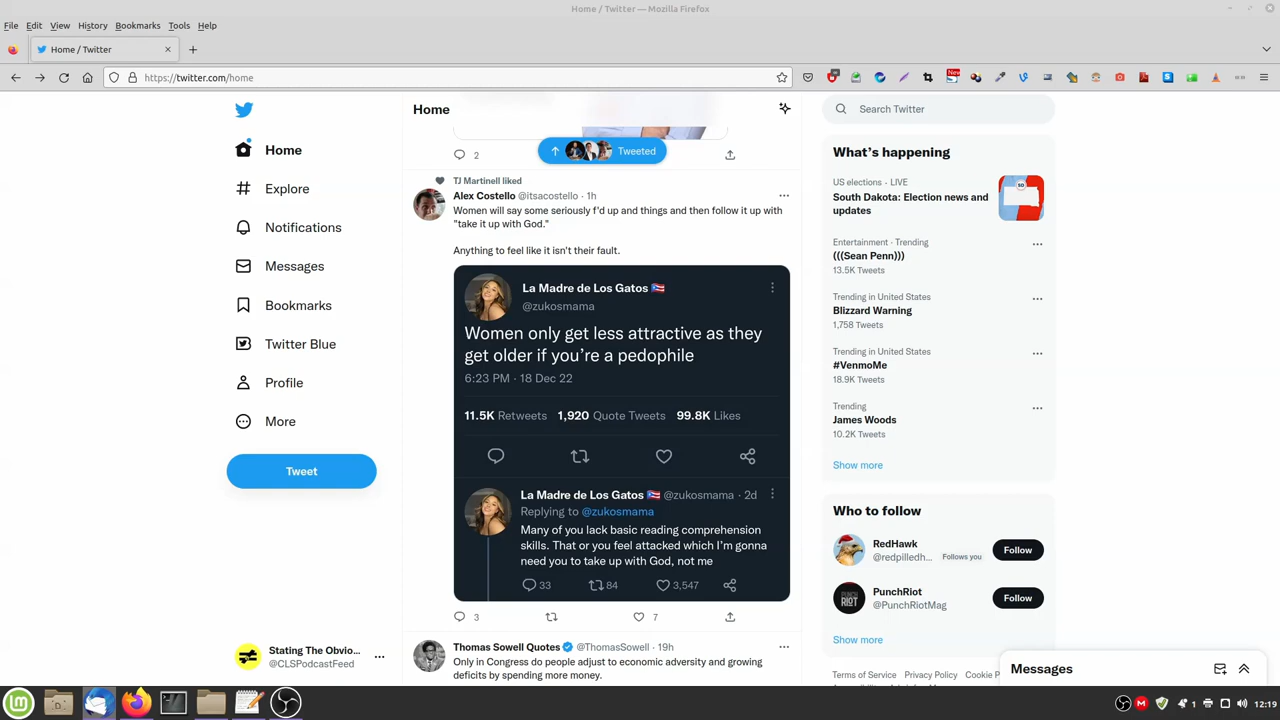 Home / Twitter — Mozilla Firefox
File Edit View History Bookmarks Tools Help
Home / Twitter
https://twitter.com/home
Home
Explore
Notifications
Messages
Bookmarks
Twitter Blue
Profile
More
Tweet
Stating The Obvio...
@CLSPodcastFeed
Home
Tweeted
2
TJ Martinell liked
Alex Costello @itsacostello · 1h
Women will say some seriously f'd up and things and then follow it up with
"take it up with God."
Anything to feel like it isn't their fault.
La Madre de Los Gatos
@zukosmama
Women only get less attractive as they
get older if you're a pedophile
6:23 PM · 18 Dec 22
11.5K Retweets 1,920 Quote Tweets 99.8K Likes
La Madre de Los Gatos @zukosmama · 2d
Replying to @zukosmama
Many of you lack basic reading comprehension
skills. That or you feel attacked which I'm gonna
need you to take up with God, not me
33 84 3,547
3 7
Thomas Sowell Quotes @ThomasSowell · 19h
Only in Congress do people adjust to economic adversity and growing
deficits by spending more money.
Search Twitter
What's happening
US elections · LIVE
South Dakota: Election news and
updates
Entertainment · Trending
(((Sean Penn)))
13.5K Tweets
Trending in United States
Blizzard Warning
1,758 Tweets
Trending in United States
#VenmoMe
18.9K Tweets
Trending
James Woods
10.2K Tweets
Show more
Who to follow
RedHawk
@redpilledh... Follows you
Follow
PunchRiot
@PunchRiotMag
Follow
Show more
Terms of Service Privacy Policy Cookie P
Messages
1
12:19